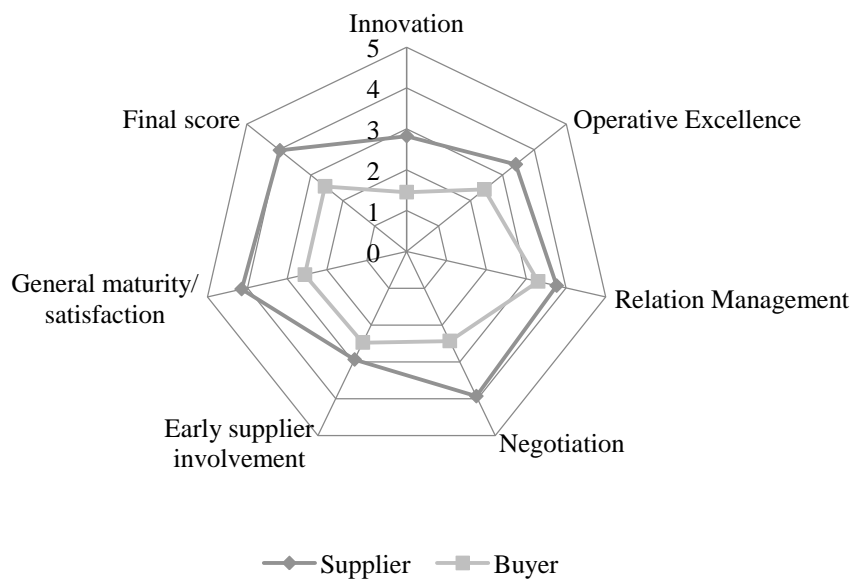 Innovation
5
4
3
2
1
0
Final score
Operative Excellence
General maturity/
satisfaction
Relation Management
Early supplier
involvement
Negotiation
Supplier
Buyer